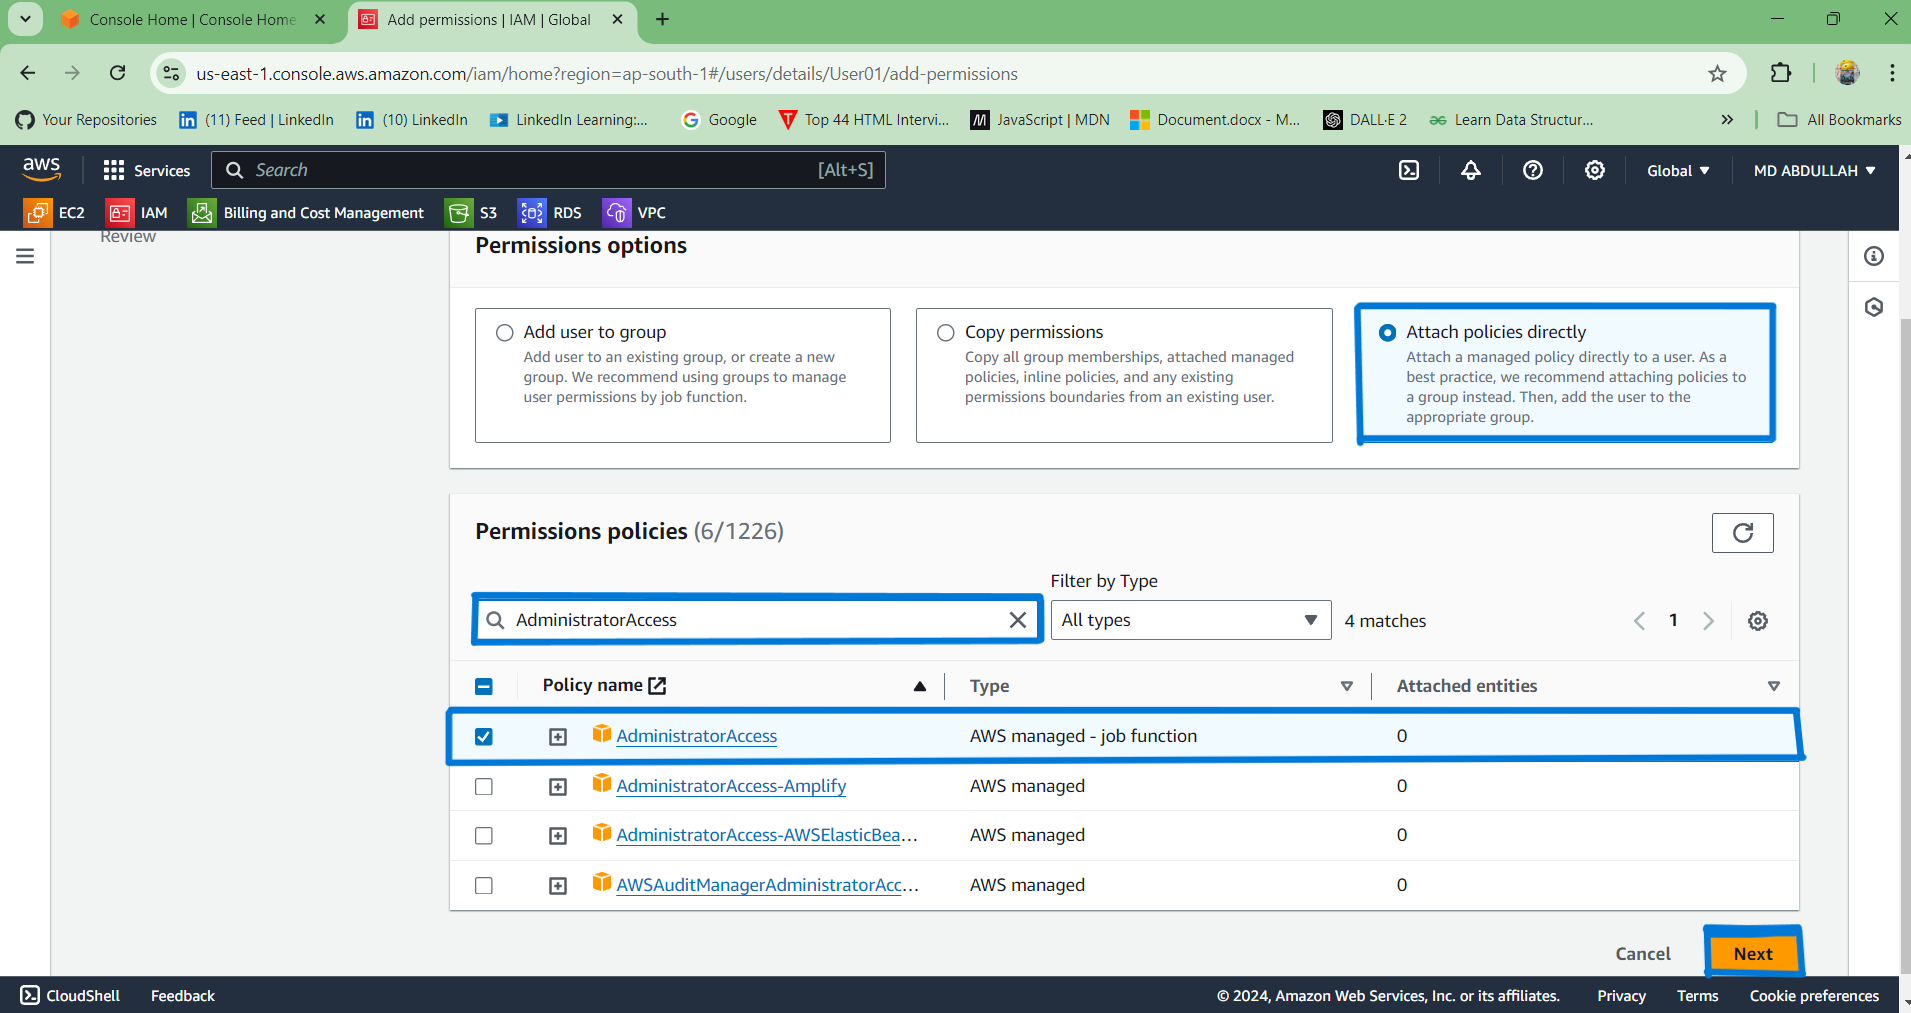 Console Home | Console Home
Add permissions | IAM | Global
us-east-1.console.aws.amazon.com/iam/home?region=ap-south-1#/users/details/User01/add-permissions
Your Repositories
(11) Feed | LinkedIn
(10) LinkedIn
LinkedIn Learning:...
Google
Top 44 HTML Intervi...
JavaScript | MDN
Document.docx - M...
DALL·E 2
Learn Data Structur...
»
All Bookmarks
aws
Services
Search
[Alt+S]
Global
MD ABDULLAH
EC2
IAM
Billing and Cost Management
S3
RDS
VPC
Review
Permissions options
Add user to group
Add user to an existing group, or create a new
group. We recommend using groups to manage
user permissions by job function.
Copy permissions
Copy all group memberships, attached managed
policies, inline policies, and any existing
permissions boundaries from an existing user.
Attach policies directly
Attach a managed policy directly to a user. As a
best practice, we recommend attaching policies to
a group instead. Then, add the user to the
appropriate group.
Permissions policies (6/1226)
Filter by Type
AdministratorAccess
All types
4 matches
1
Policy name
Type
Attached entities
AdministratorAccess
AWS managed - job function
0
AdministratorAccess-Amplify
AWS managed
0
AdministratorAccess-AWSElasticBea...
AWS managed
0
AWSAuditManagerAdministratorAcc...
AWS managed
0
Cancel
Next
CloudShell
Feedback
© 2024, Amazon Web Services, Inc. or its affiliates.
Privacy
Terms
Cookie preferences